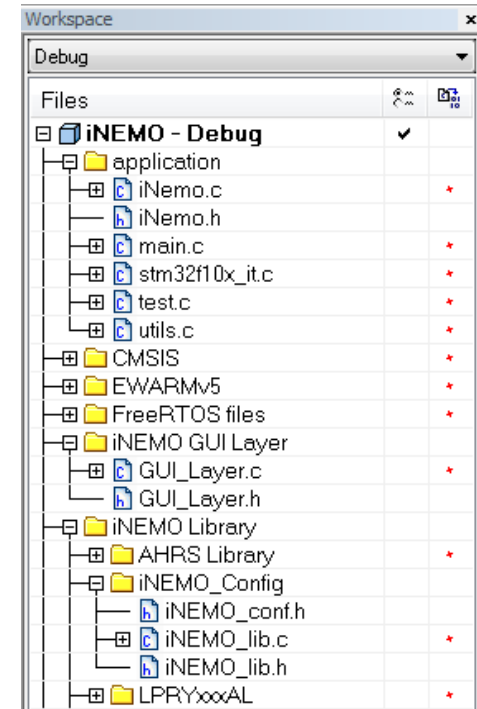 Workspace
Debug
Files
iNEMO - Debug
application
iNemo.c
iNemo.h
main.c
stm32f10x_it.c
test.c
utils.c
CMSIS
EWARMv5
FreeRTOS files
iNEMO GUI Layer
GUI_Layer.c
GUI_Layer.h
iNEMO Library
AHRS Library
iNEMO_Config
iNEMO_conf.h
iNEMO_lib.c
iNEMO_lib.h
LPRYxxxAL